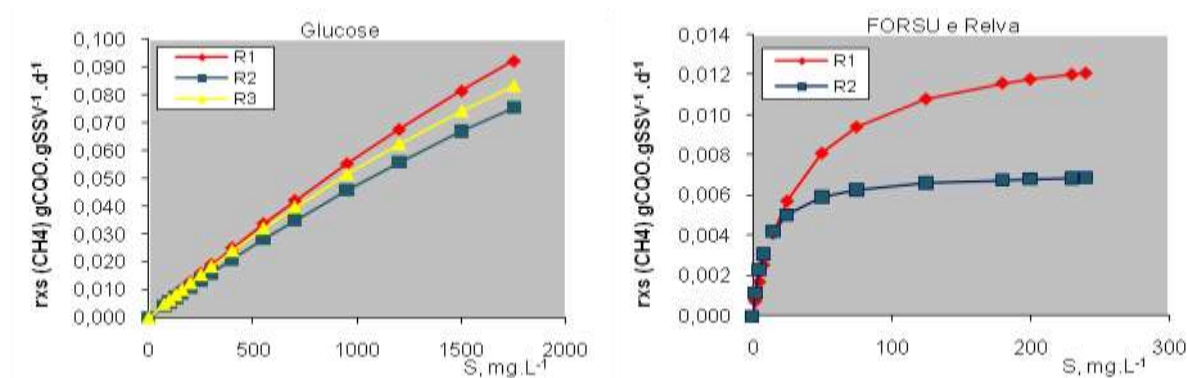 Glucose
rxs (CH4) gCOO.gSSV⁻¹.d⁻¹
0,100
0,090
0,080
0,070
0,060
0,050
0,040
0,030
0,020
0,010
0,000
R1
R2
R3
0
500
1000
1500
2000
S, mg.L⁻¹
FORSU e Relva
rxs (CH4) gCOO.gSSV⁻¹.d⁻¹
0,014
0,012
0,010
0,008
0,006
0,004
0,002
0,000
R1
R2
0
100
200
300
S, mg.L⁻¹